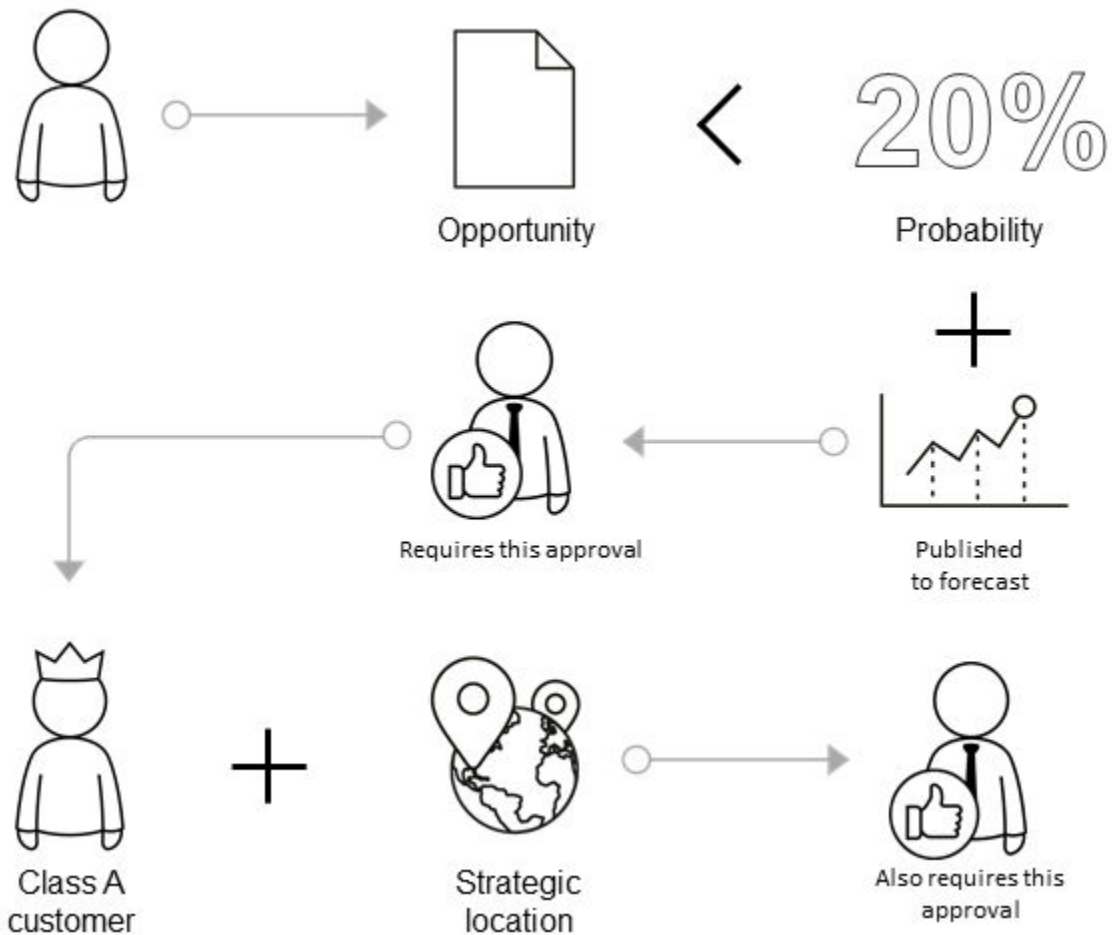 20%
Opportunity
Probability
Requires this approval
Published
to forecast
Class A
customer
Strategic
location
Also requires this
approval